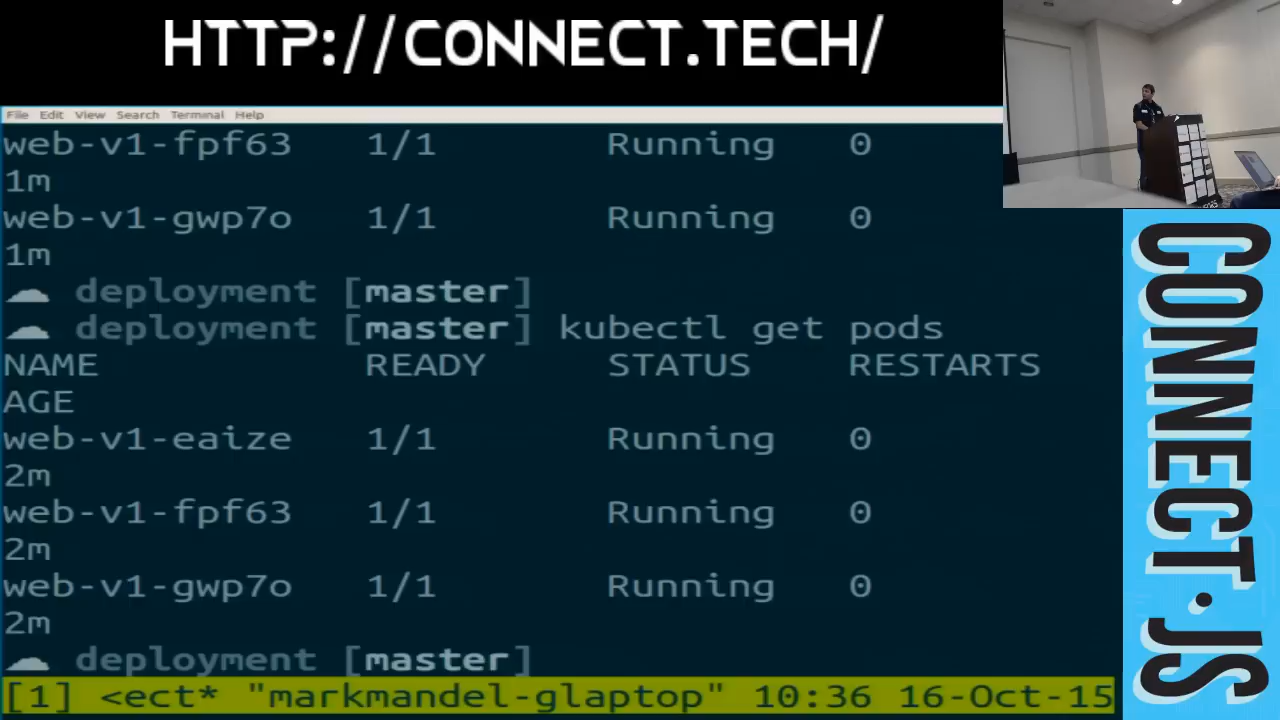 HTTP://CONNECT.TECH/
File Edit View Search Terminal Help
web-v1-fpf63 1/1 Running 0
1m
web-v1-gwp7o 1/1 Running 0
1m
deployment [master]
deployment [master] kubectl get pods
NAME READY STATUS RESTARTS
AGE
web-v1-eaize 1/1 Running 0
2m
web-v1-fpf63 1/1 Running 0
2m
web-v1-gwp7o 1/1 Running 0
2m
deployment [master]
[1] <ect* "markmandel-glaptop" 10:36 16-Oct-15
CONNECT.JS